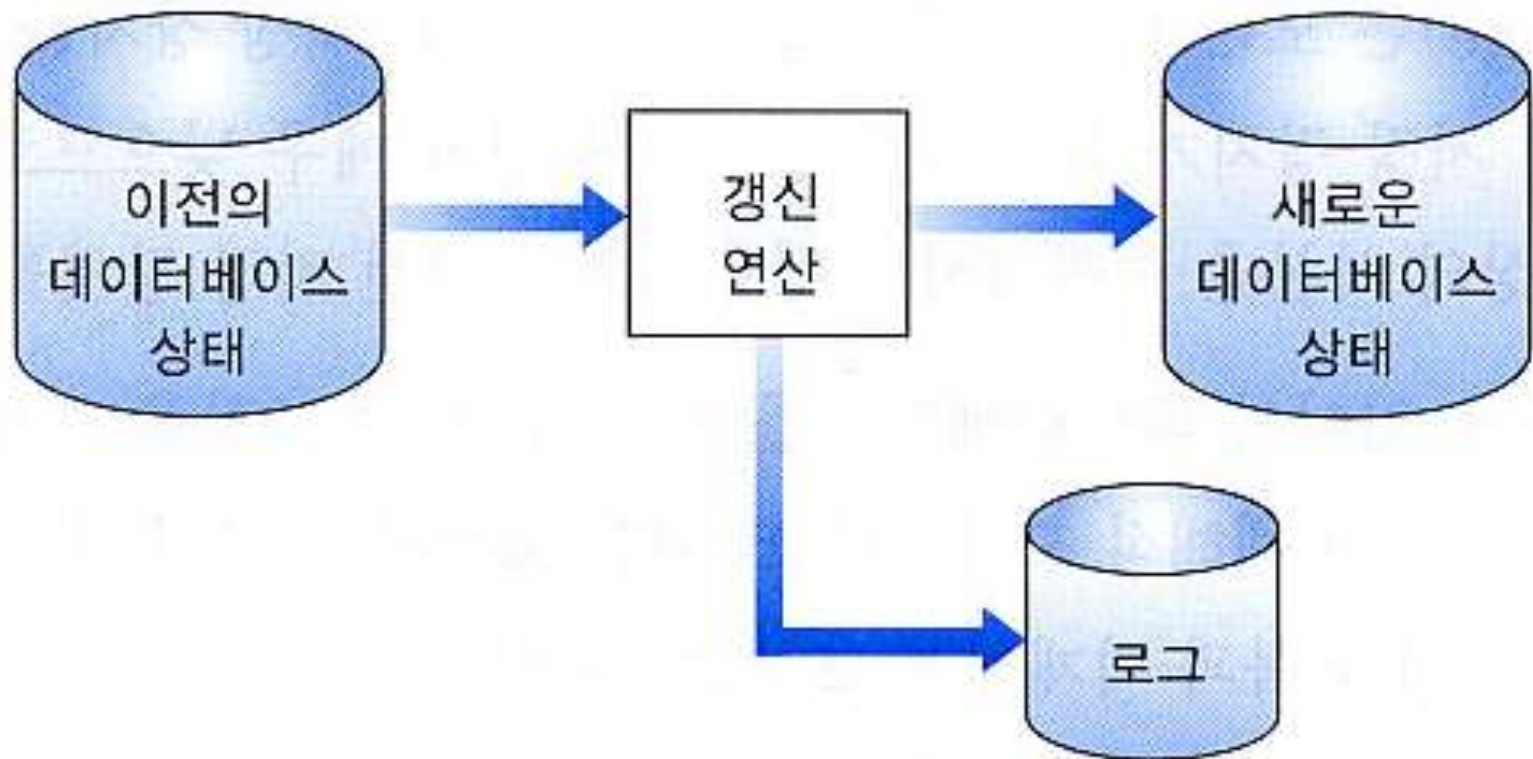 이전의
데이터베이스
상태
갱신
연산
새로운
데이터베이스
상태
로그